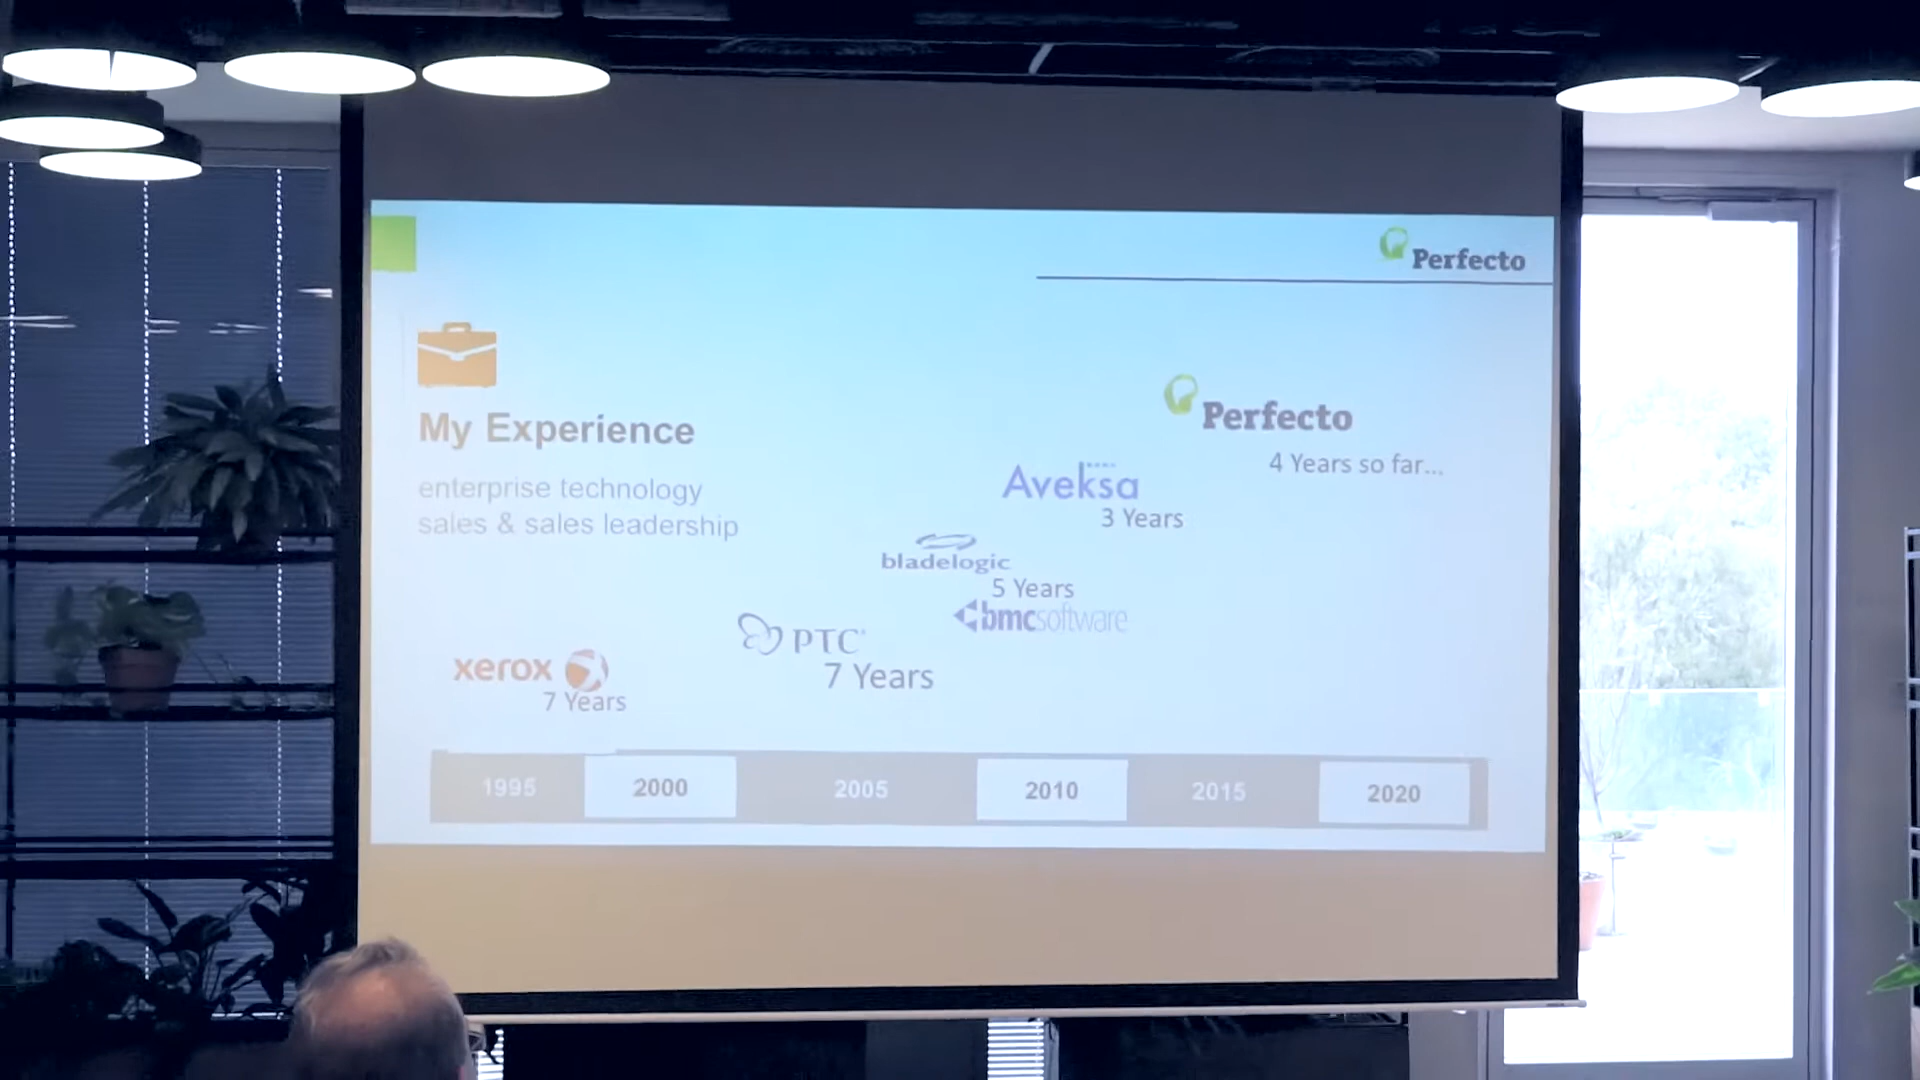 Perfecto
My Experience
enterprise technology
sales & sales leadership
Perfecto
4 Years so far...
Aveksa
3 Years
bladelogic
5 Years
bmcsoftware
PTC
7 Years
xerox
7 Years
1995 2000 2005 2010 2015 2020